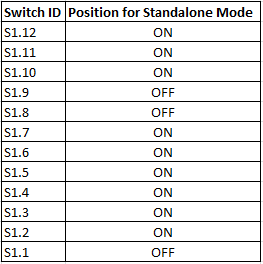 Switch ID Position for Standalone Mode
S1.12 ON
S1.11 ON
S1.10 ON
S1.9 OFF
S1.8 OFF
S1.7 ON
S1.6 ON
S1.5 ON
S1.4 ON
S1.3 ON
S1.2 ON
S1.1 OFF